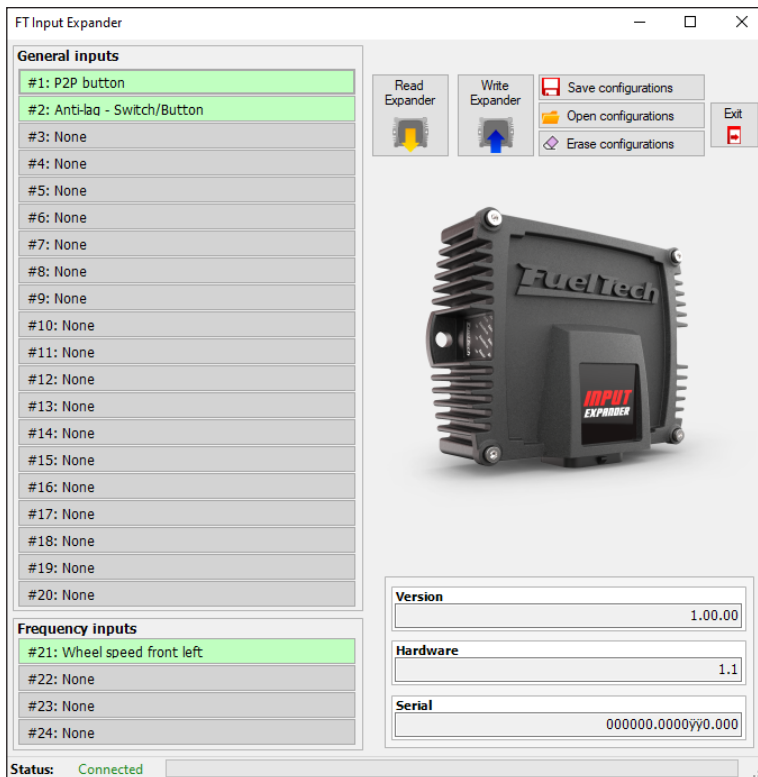 FT Input Expander
General inputs
#1: P2P button
#2: Anti-lag - Switch/Button
#3: None
#4: None
#5: None
#6: None
#7: None
#8: None
#9: None
#10: None
#11: None
#12: None
#13: None
#14: None
#15: None
#16: None
#17: None
#18: None
#19: None
#20: None
Frequency inputs
#21: Wheel speed front left
#22: None
#23: None
#24: None
Read
Expander
Write
Expander
Save configurations
Open configurations
Erase configurations
Exit
FuelTech
INPUT
EXPANDER
Version
1.00.00
Hardware
1.1
Serial
000000.0000ÿÿ0.000
Status: Connected